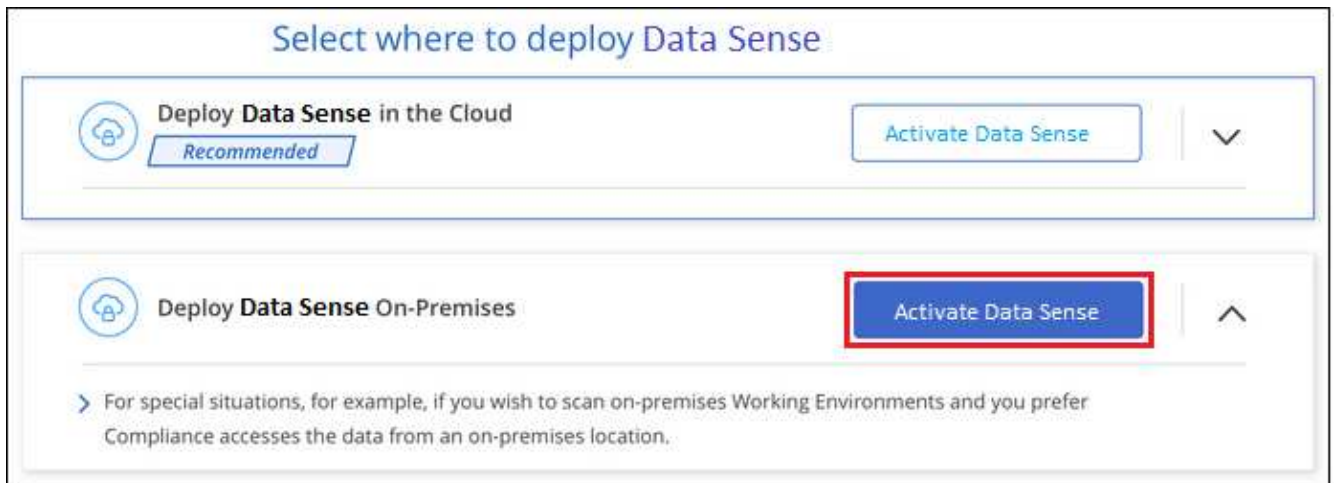 Select where to deploy Data Sense
Deploy Data Sense in the Cloud
Recommended
Activate Data Sense
Deploy Data Sense On-Premises
Activate Data Sense
For special situations, for example, if you wish to scan on-premises Working Environments and you prefer
Compliance accesses the data from an on-premises location.